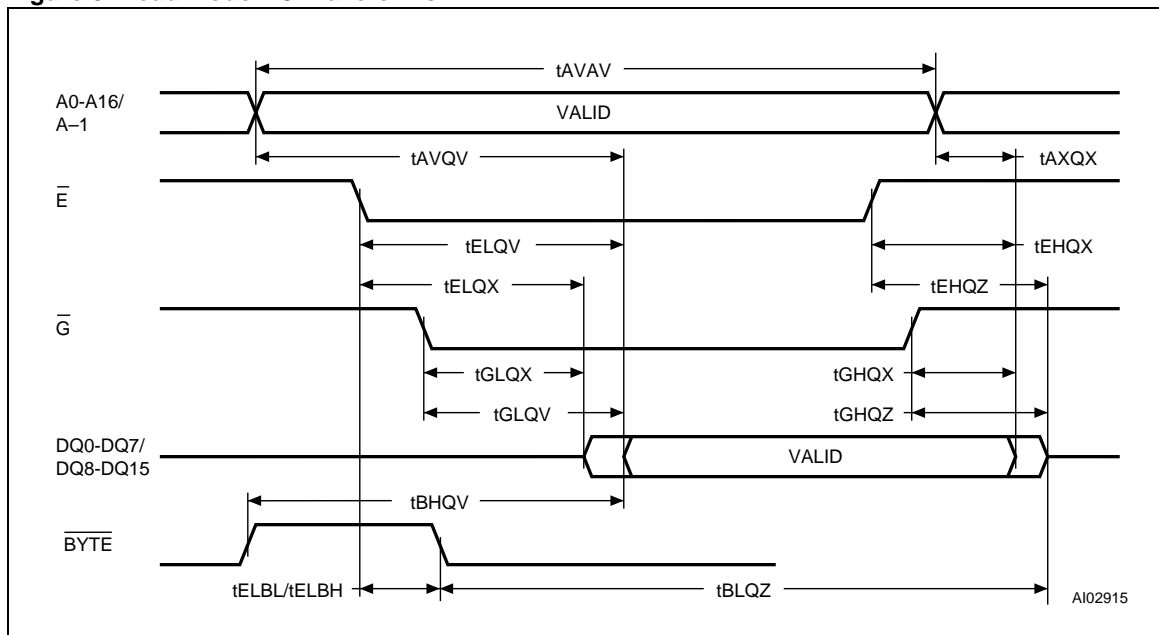 tAVAV
A0-A16/
A–1
VALID
tAVQV
tAXQX
E
tELQV
tEHQX
tELQX
tEHQZ
G
tGLQX
tGHQX
tGLQV
tGHQZ
DQ0-DQ7/
DQ8-DQ15
VALID
tBHQV
BYTE
tELBL/tELBH
tBLQZ
AI02915